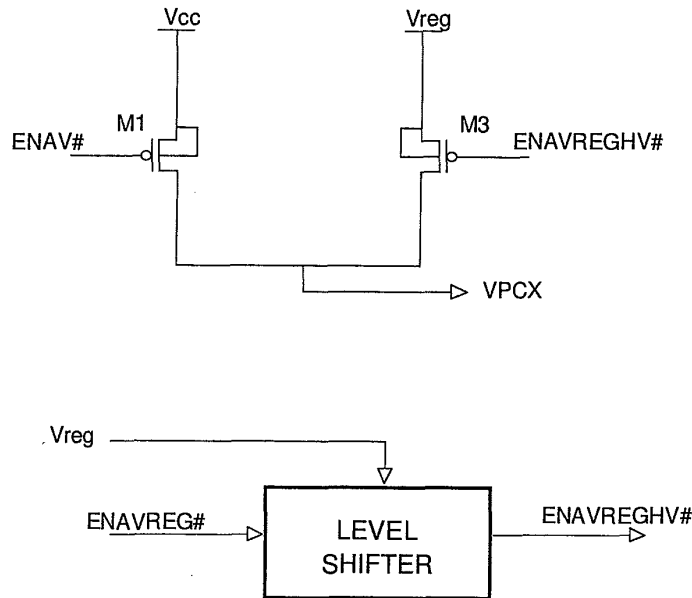 Vcc
Vreg
M1
M3
ENAV#
ENAVREGHV#
VPCX
Vreg
ENAVREG#
LEVEL
SHIFTER
ENAVREGHV#